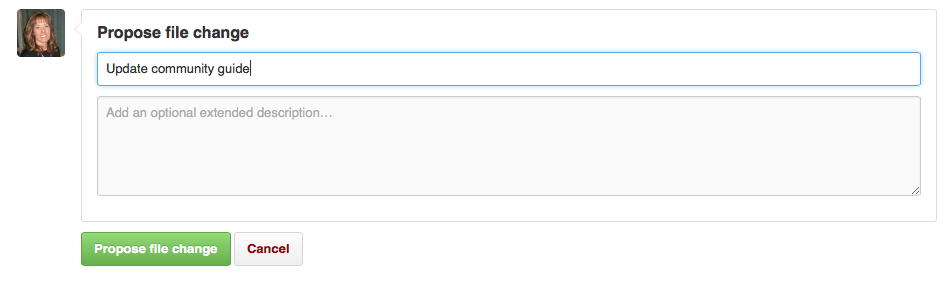 Propose file change
Update community guide
Add an optional extended description…
Propose file change Cancel